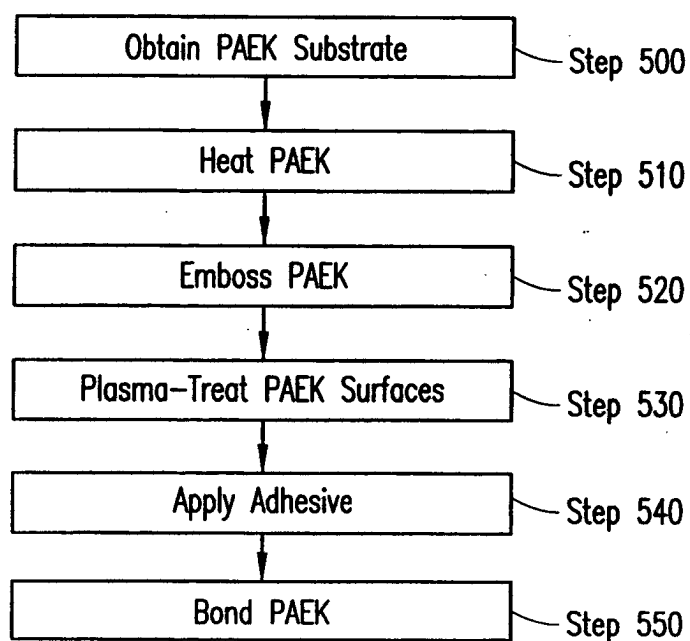 Obtain PAEK Substrate
Step 500
Heat PAEK
Step 510
Emboss PAEK
Step 520
Plasma-Treat PAEK Surfaces
Step 530
Apply Adhesive
Step 540
Bond PAEK
Step 550